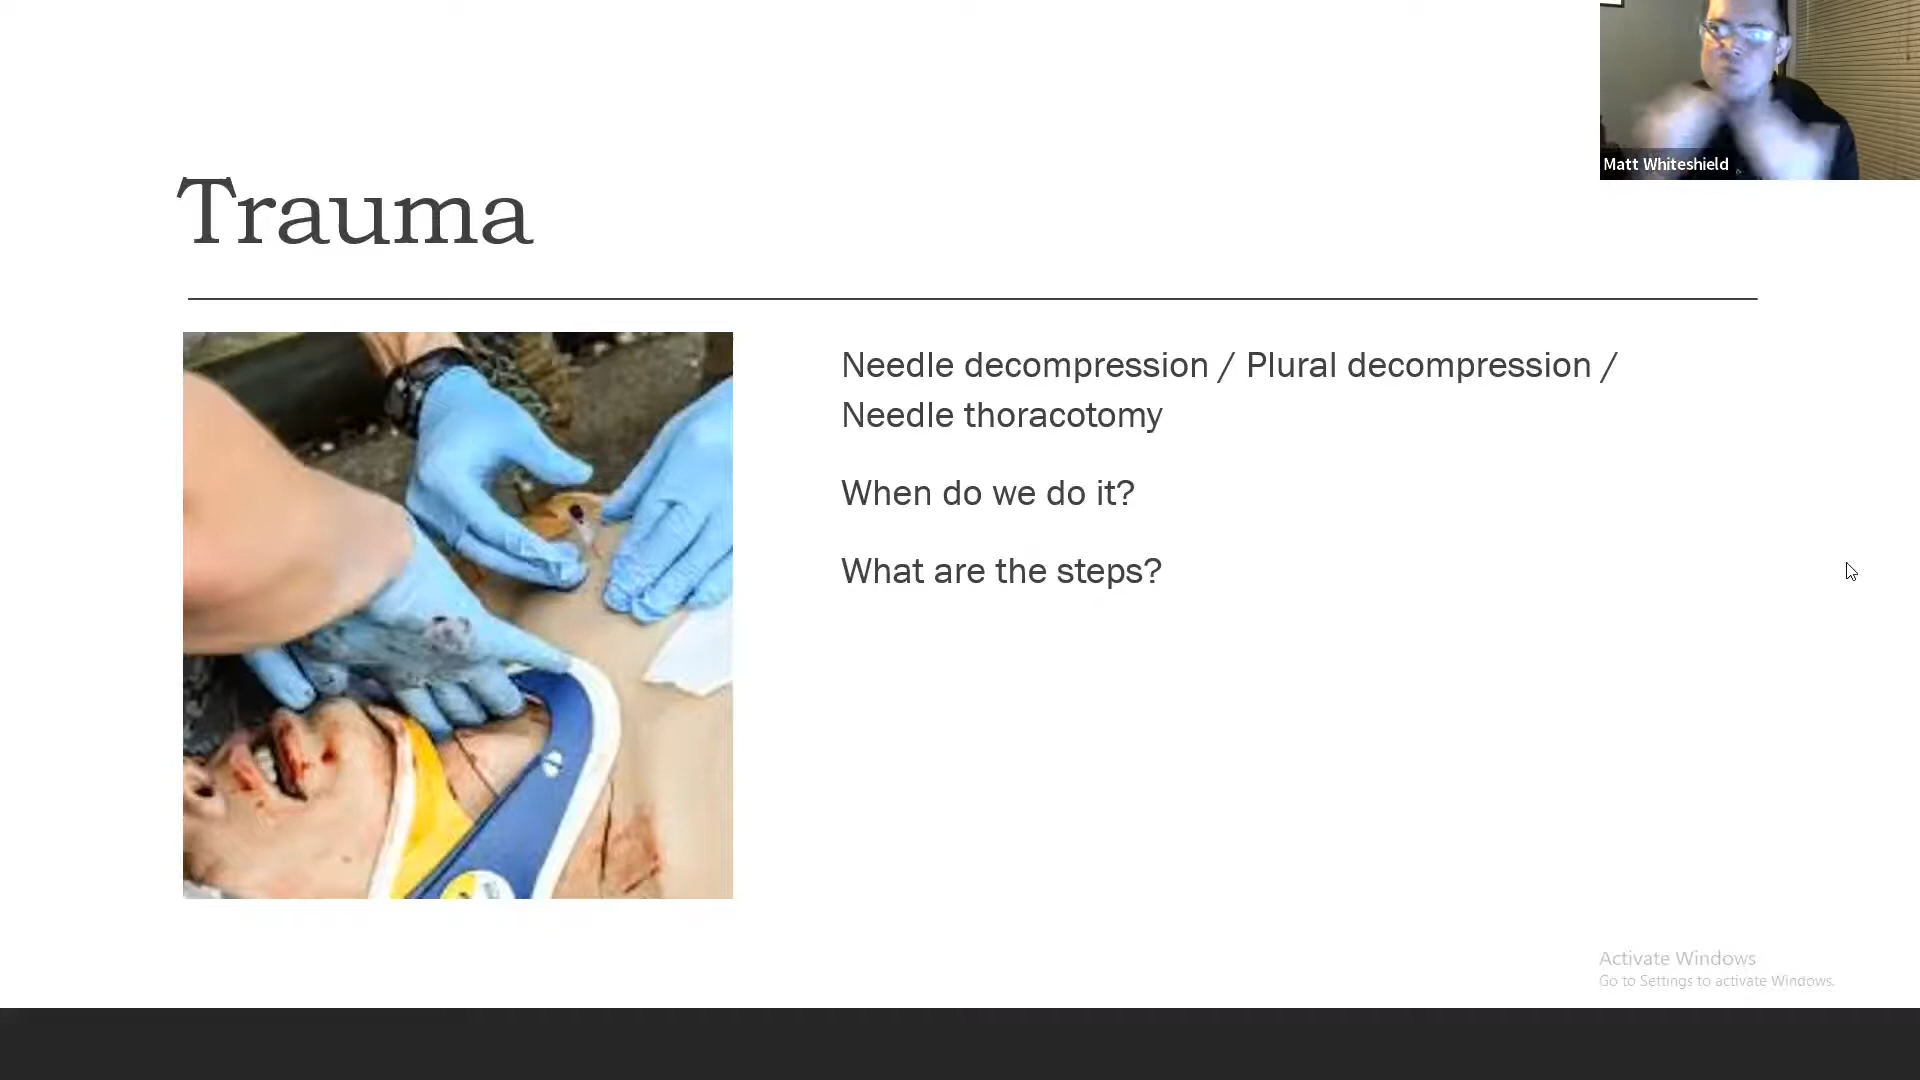 Matt Whiteshield
Trauma
Needle decompression / Plural decompression /
Needle thoracotomy
When do we do it?
What are the steps?
Activate Windows
Go to Settings to activate Windows.